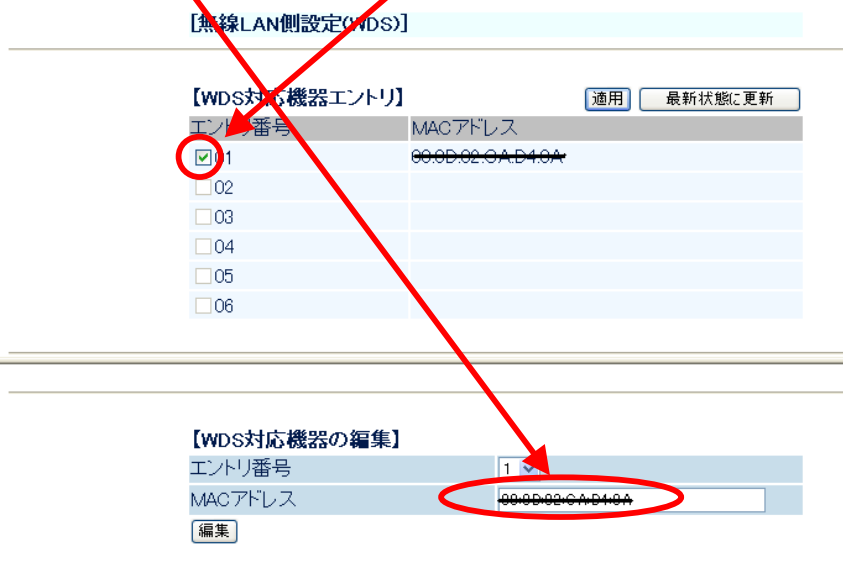 [無線LAN側設定(WDS)]
【WDS対応機器エントリ】 適用 最新状態に更新
エントリ番号 MACアドレス
01
02
03
04
05
06
【WDS対応機器の編集】
エントリ番号 1
MACアドレス
編集